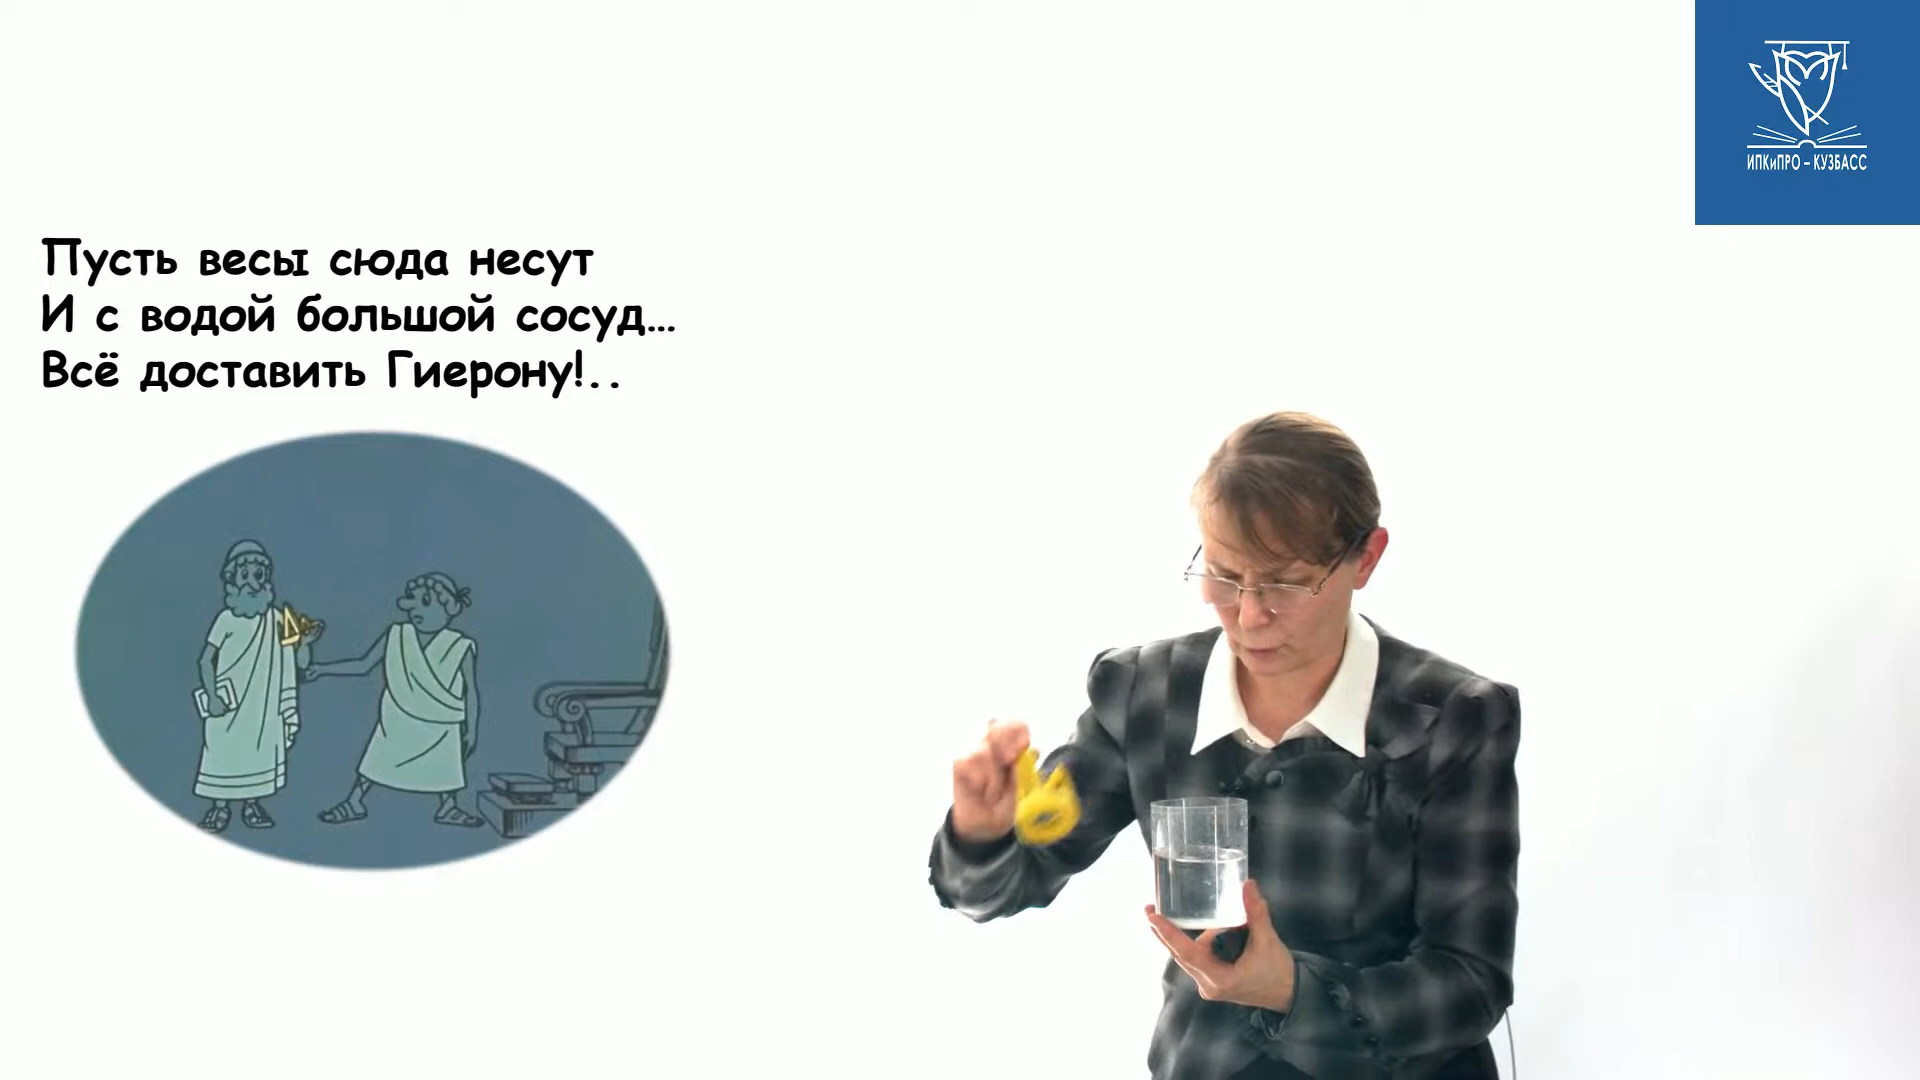 Пусть весы сюда несут
И с водой большой сосуд...
Всё доставить Гиерону!..
ИПКиПРО – КУЗБАСС